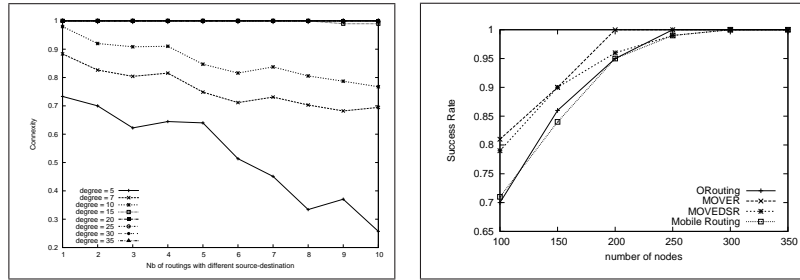 1
0.9
0.8
0.7
0.6
0.5
0.4
0.3
0.2
Connexity
degree = 5
degree = 7
degree = 10
degree = 15
degree = 20
degree = 25
degree = 30
degree = 35
1 2 3 4 5 6 7 8 9 10
Nb of routings with different source-destination
1
0.95
0.9
0.85
0.8
0.75
0.7
0.65
Success Rate
ORouting
MOVER
MOVEDSR
Mobile Routing
100 150 200 250 300 350
number of nodes